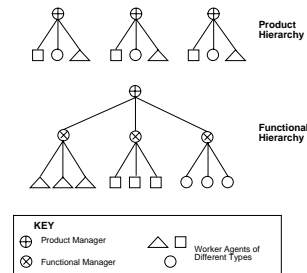 Product
Hierarchy
Functional
Hierarchy
KEY
Product Manager
Functional Manager
Worker Agents of
Different Types